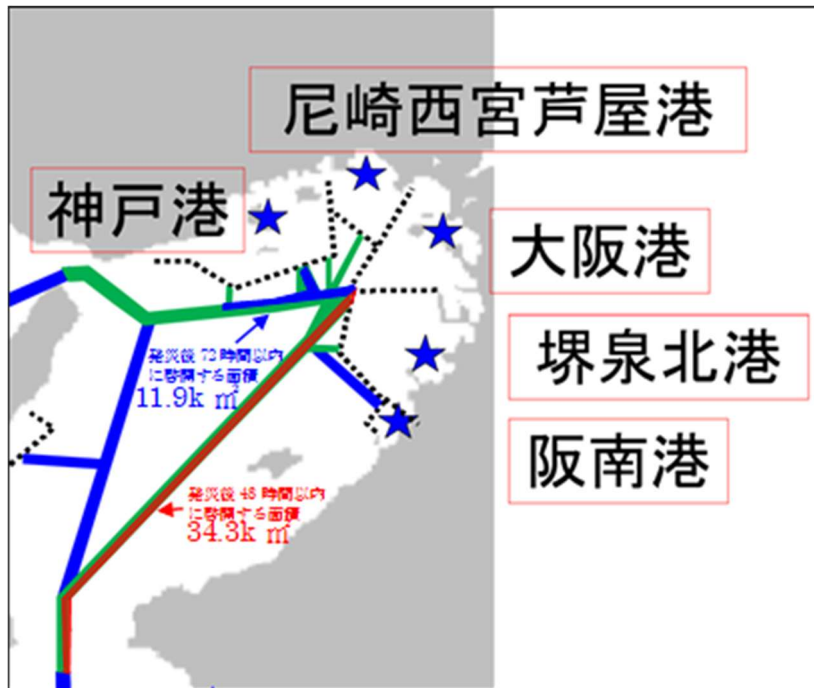 尼崎西宮芦屋港
神戸港
大阪港
発災後 72 時間以内
に啓開する面積
11.9k ㎡
堺泉北港
阪南港
発災後 48 時間以内
に啓開する面積
34.3k ㎡